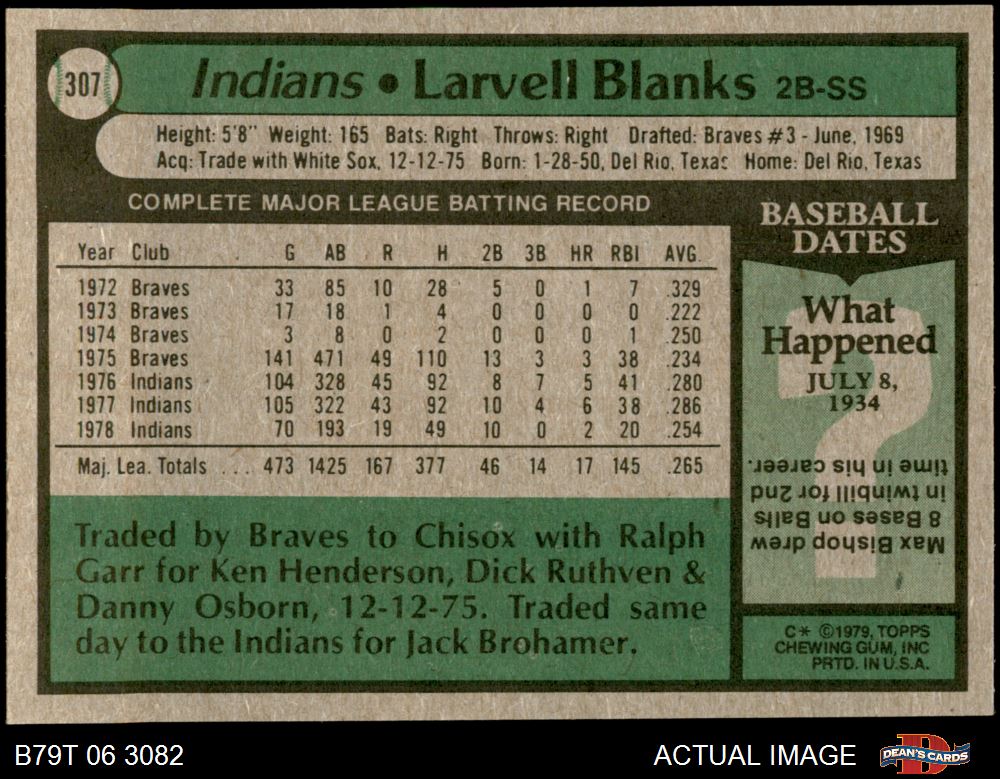 307
Indians • Larvell Blanks 2B-SS
Height: 5'8" Weight: 165 Bats: Right Throws: Right Drafted: Braves #3 - June, 1969
Acq: Trade with White Sox, 12-12-75 Born: 1-28-50, Del Rio, Texas Home: Del Rio, Texas
COMPLETE MAJOR LEAGUE BATTING RECORD
Year Club G AB R H 2B 3B HR RBI AVG.
1972 Braves 33 85 10 28 5 0 1 7 .329
1973 Braves 17 18 1 4 0 0 0 0 .222
1974 Braves 3 8 0 2 0 0 0 1 .250
1975 Braves 141 471 49 110 13 3 3 38 .234
1976 Indians 104 328 45 92 8 7 5 41 .280
1977 Indians 105 322 43 92 10 4 6 38 .286
1978 Indians 70 193 19 49 10 0 2 20 .254
Maj. Lea. Totals ... 473 1425 167 377 46 14 17 145 .265
Traded by Braves to Chisox with Ralph
Garr for Ken Henderson, Dick Ruthven &
Danny Osborn, 12-12-75. Traded same
day to the Indians for Jack Brohamer.
BASEBALL
DATES
What
Happened
JULY 8,
1934
?
Max Bishop drew
8 Bases on Balls
in twinbill for 2nd
time in his career.
C* ©1979, TOPPS
CHEWING GUM, INC
PRTD. IN U.S.A.
B79T 06 3082
ACTUAL IMAGE
D
DEAN'S CARDS